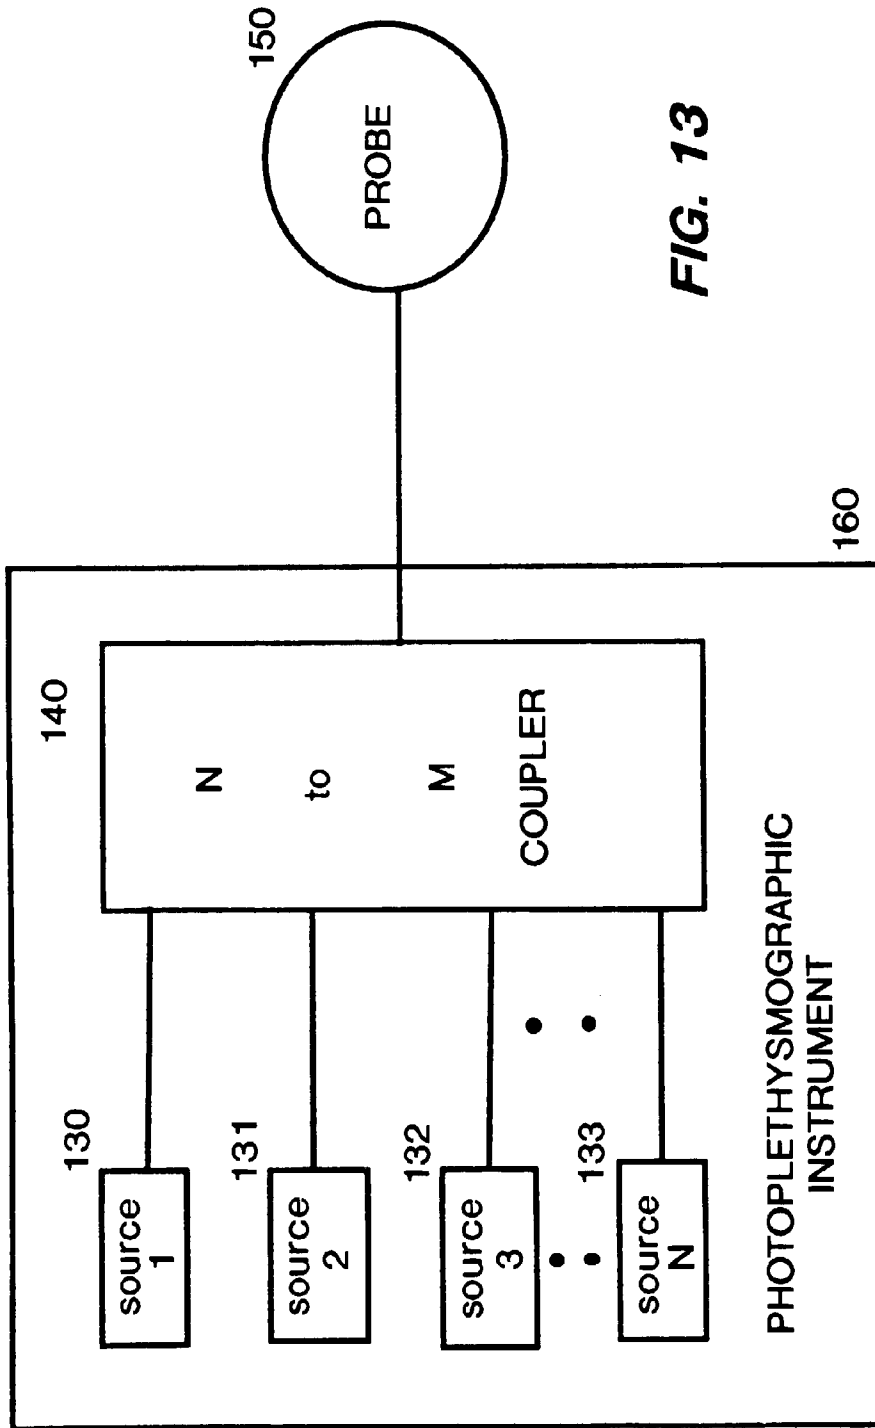 130
source
1
131
source
2
132
source
3
133
source
N
140
N
to
M
COUPLER
150
PROBE
PHOTOPLETHYSMOGRAPHIC
INSTRUMENT
160
FIG. 13